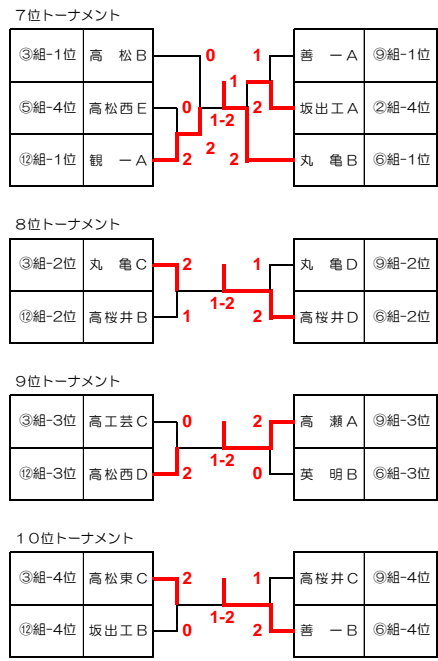 7位トーナメント
③組-1位 高 松 B 0 1 善 一 A ⑨組-1位
1
⑤組-4位 高松西E 0 1-2 2 坂出工A ②組-4位
2
⑫組-1位 観 一 A 2 2 丸 亀 B ⑥組-1位
8位トーナメント
③組-2位 丸 亀 C 2 1 丸 亀 D ⑨組-2位
1-2
⑫組-2位 高桜井B 1 2 高桜井D ⑥組-2位
9位トーナメント
③組-3位 高工芸C 0 2 高 瀬 A ⑨組-3位
1-2
⑫組-3位 高松西D 2 0 英 明 B ⑥組-3位
10位トーナメント
③組-4位 高松東C 2 1 高桜井C ⑨組-4位
1-2
⑫組-4位 坂出工B 0 2 善 一 B ⑥組-4位